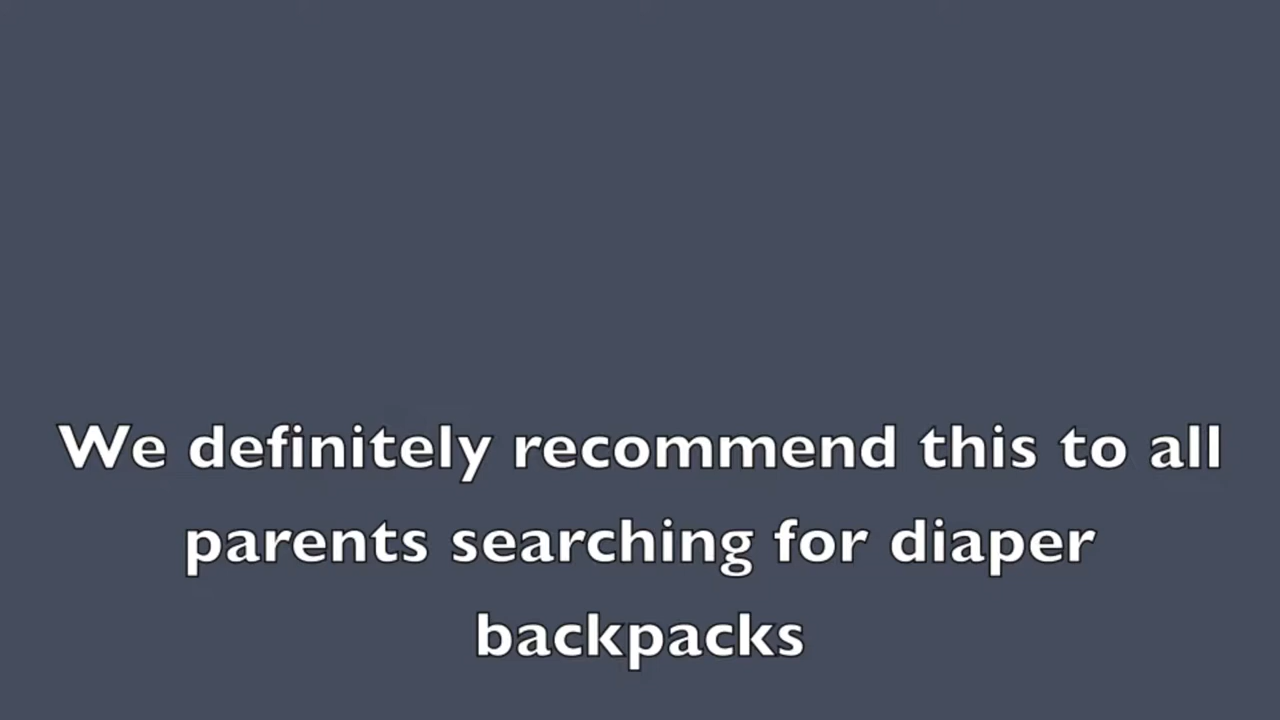 We definitely recommend this to all
parents searching for diaper
backpacks